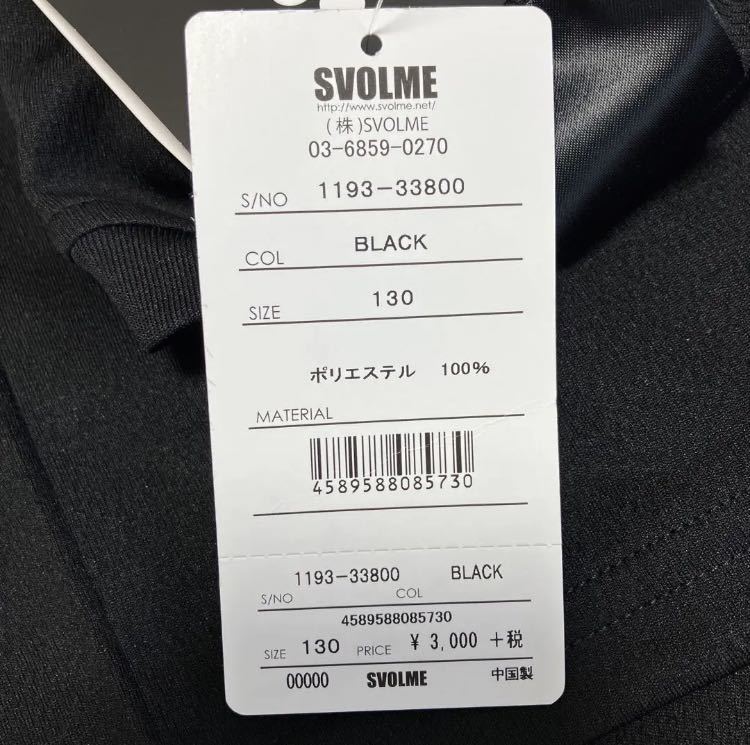 SVOLME
http://www.svolme.net/
(株)SVOLME
03-6859-0270
S/NO 1193-33800
COL BLACK
SIZE 130
ポリエステル 100%
MATERIAL
4589588085730
1193-33800 BLACK
S/NO COL
4589588085730
SIZE 130 PRICE ¥ 3,000 +税
00000 SVOLME 中国製